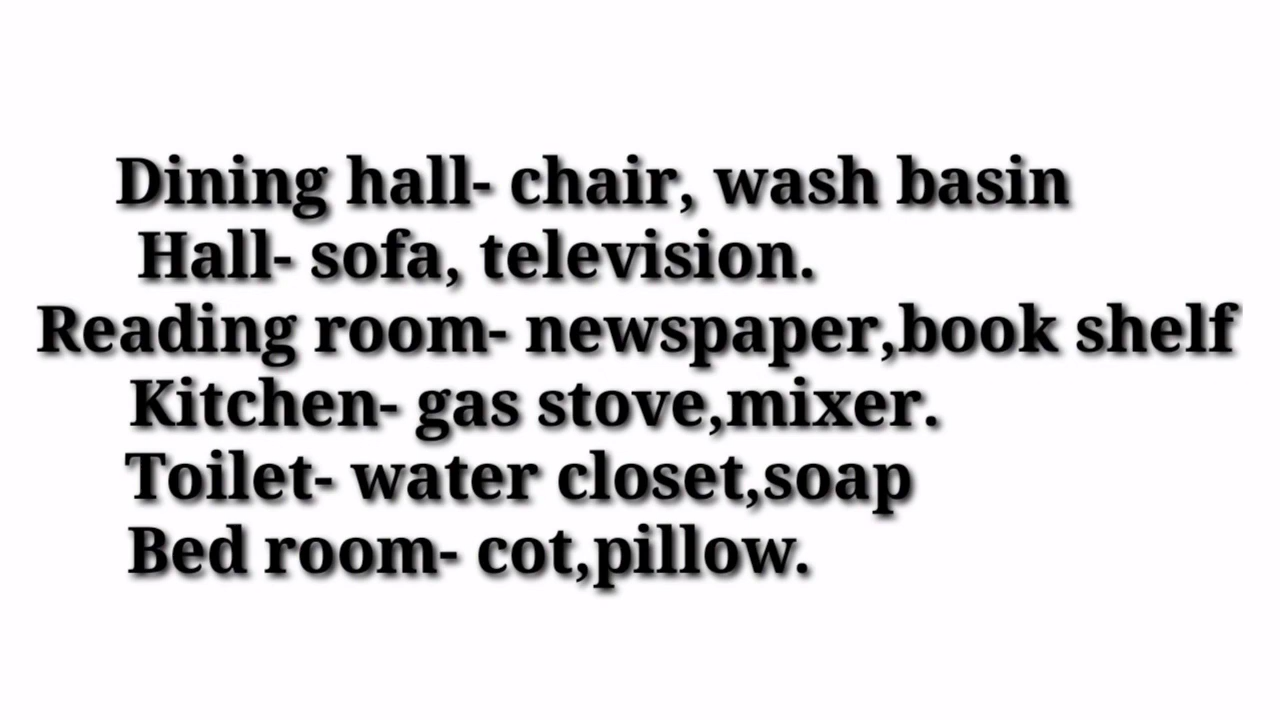 Dining hall- chair, wash basin
Hall- sofa, television.
Reading room- newspaper,book shelf
Kitchen- gas stove,mixer.
Toilet- water closet,soap
Bed room- cot,pillow.